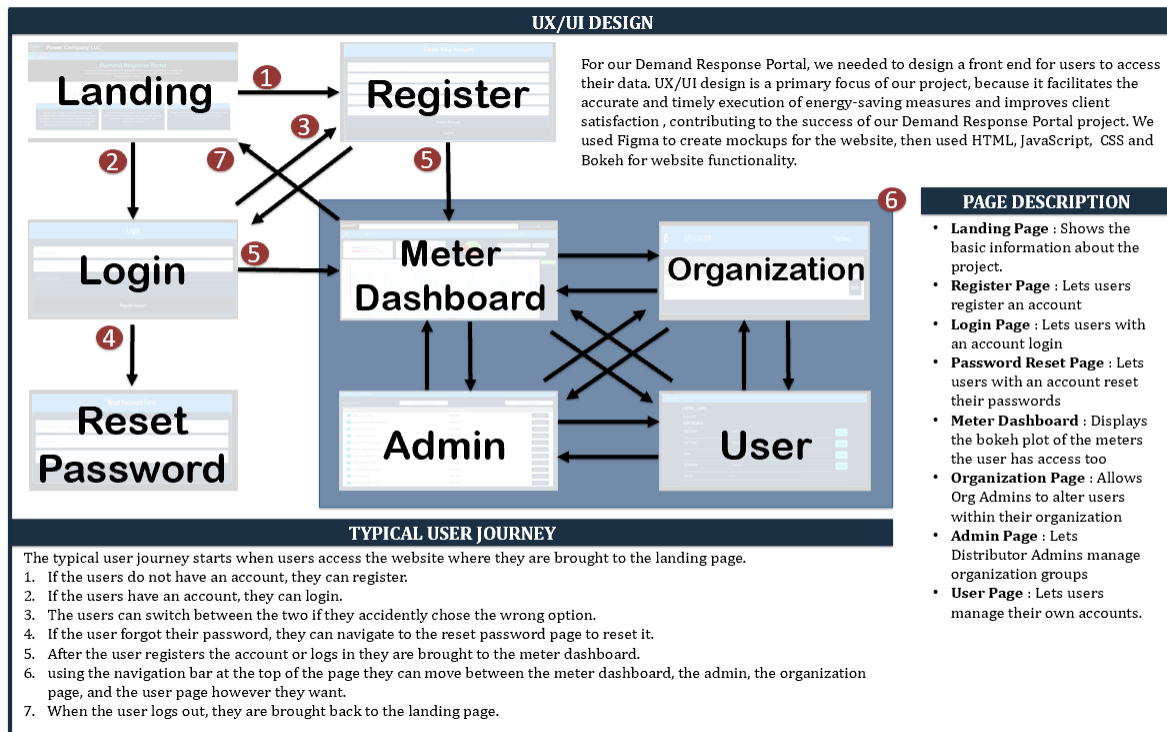 UX/UI DESIGN
Power Company LLC
Demand Response Portal
Landing
1
Register
For our Demand Response Portal, we needed to design a front end for users to access
their data. UX/UI design is a primary focus of our project, because it facilitates the
accurate and timely execution of energy-saving measures and improves client
satisfaction , contributing to the success of our Demand Response Portal project. We
used Figma to create mockups for the website, then used HTML, JavaScript,  CSS and
Bokeh for website functionality.
3
2
7
5
6
Login
5
Meter
Dashboard
Organization
4
Reset
Password
Admin
User
PAGE DESCRIPTION
• Landing Page : Shows the
basic information about the
project.
• Register Page : Lets users
register an account
• Login Page : Lets users with
an account login
• Password Reset Page : Lets
users with an account reset
their passwords
• Meter Dashboard : Displays
the bokeh plot of the meters
the user has access too
• Organization Page : Allows
Org Admins to alter users
within their organization
• Admin Page : Lets
Distributor Admins manage
organization groups
• User Page : Lets users
manage their own accounts.
TYPICAL USER JOURNEY
The typical user journey starts when users access the website where they are brought to the landing page.
1. If the users do not have an account, they can register.
2. If the users have an account, they can login.
3. The users can switch between the two if they accidently chose the wrong option.
4. If the user forgot their password, they can navigate to the reset password page to reset it.
5. After the user registers the account or logs in they are brought to the meter dashboard.
6. using the navigation bar at the top of the page they can move between the meter dashboard, the admin, the organization
page, and the user page however they want.
7. When the user logs out, they are brought back to the landing page.